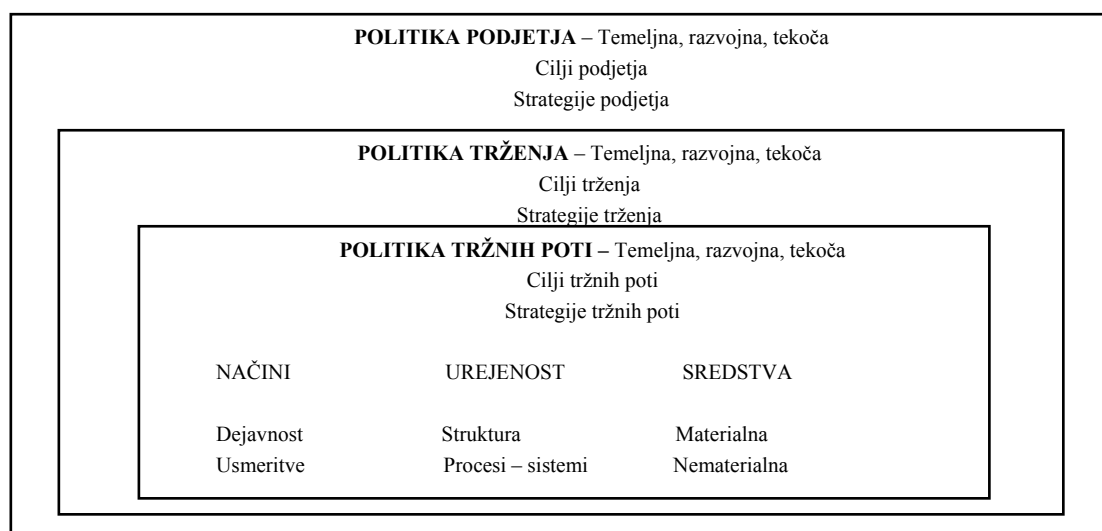 POLITIKA PODJETJA – Temeljna, razvojna, tekoča
Cilji podjetja
Strategije podjetja
POLITIKA TRŽENJA – Temeljna, razvojna, tekoča
Cilji trženja
Strategije trženja
POLITIKA TRŽNIH POTI – Temeljna, razvojna, tekoča
Cilji tržnih poti
Strategije tržnih poti
NAČINI UREJENOST SREDSTVA
Dejavnost Struktura Materialna
Usmeritve Procesi – sistemi Nematerialna